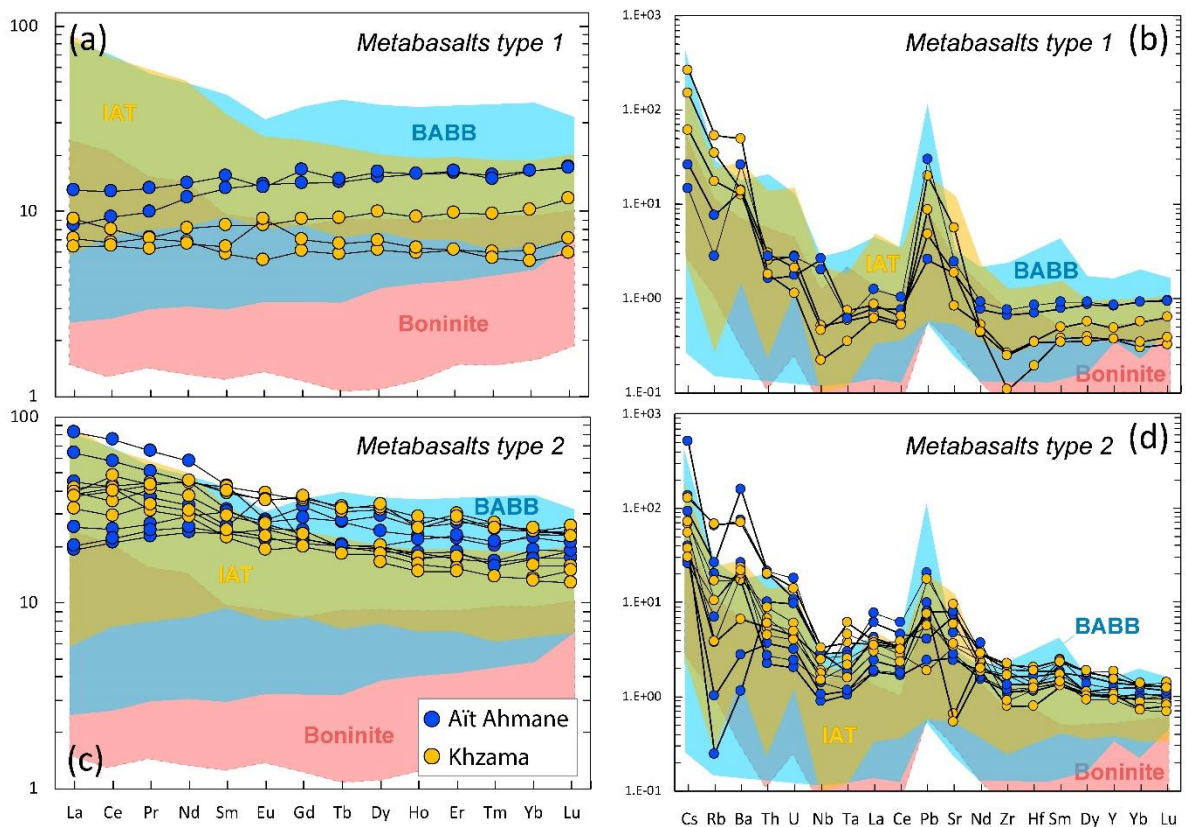 (a)
Metabasalts type 1
100
10
1
IAT
BABB
Boninite
(b)
Metabasalts type 1
1.E+03
1.E+02
1.E+01
1.E+00
1.E-01
IAT
BABB
Boninite
(c)
Metabasalts type 2
100
10
1
BABB
IAT
Boninite
Aït Ahmane
Khzama
La Ce Pr Nd Sm Eu Gd Tb Dy Ho Er Tm Yb Lu
(d)
Metabasalts type 2
1.E+03
1.E+02
1.E+01
1.E+00
1.E-01
BABB
IAT
Boninite
Cs Rb Ba Th U Nb Ta La Ce Pb Sr Nd Zr Hf Sm Dy Y Yb Lu